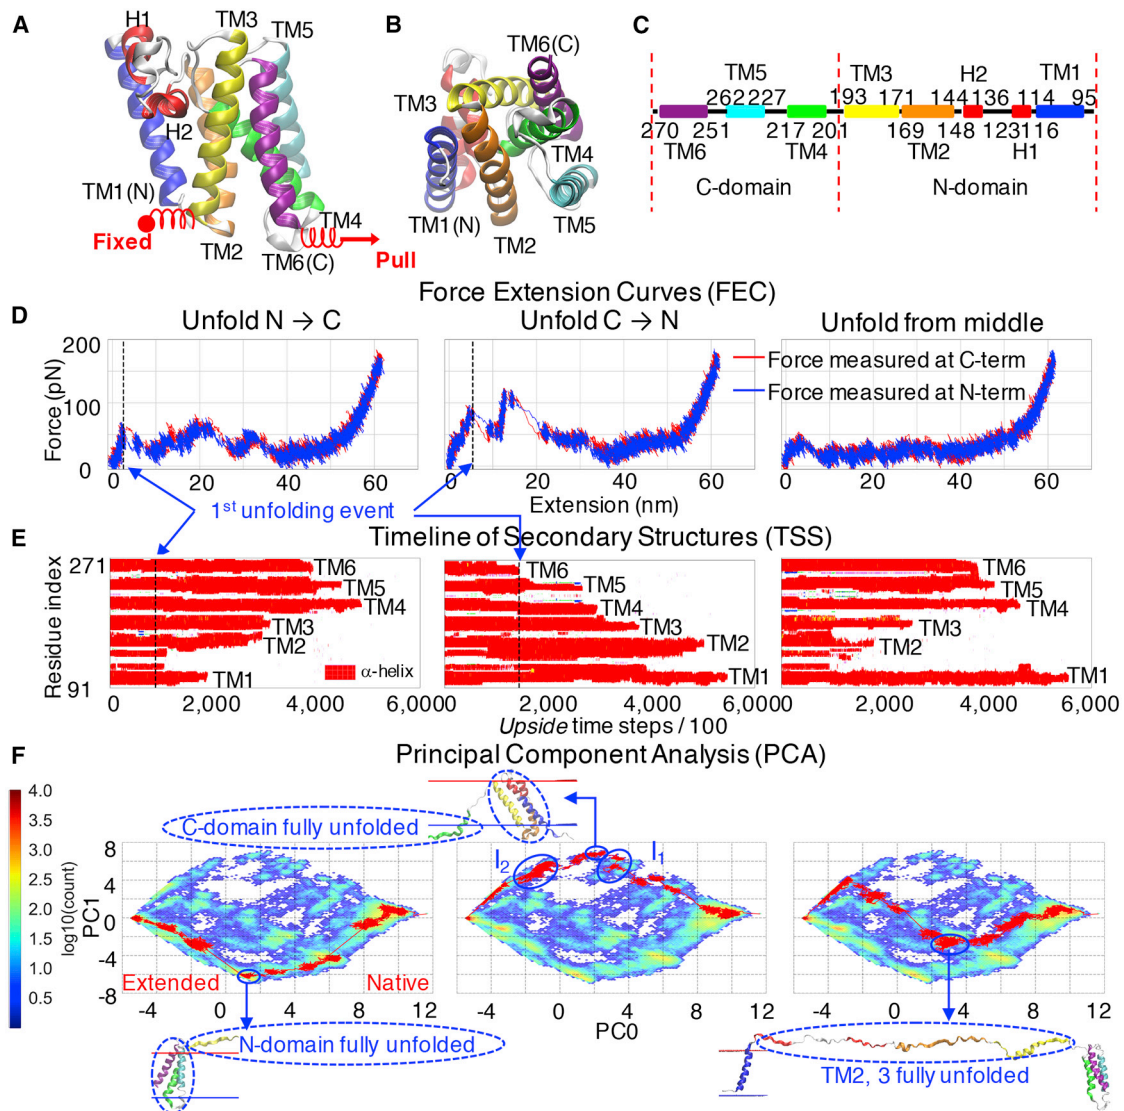 A
H1
TM3
TM5
H2
TM1 (N)
Fixed
TM2
TM4
TM6(C)
Pull
B
TM6(C)
TM3
TM4
TM1(N)
TM5
TM2
C
TM5
TM3
H2
TM1
262 227 193 171 144 136 114 95
270 251 217 201 169 148 123 116
TM6
TM4
TM2
H1
C-domain
N-domain
Force Extension Curves (FEC)
D
Unfold N → C
Unfold C → N
Unfold from middle
Force (pN)
200
100
0
Force measured at C-term
Force measured at N-term
0 20 40 60
0 20 40 60
0 20 40 60
Extension (nm)
1st unfolding event
E
Timeline of Secondary Structures (TSS)
Residue index
271
91
TM6
TM5
TM4
TM3
TM2
TM1
α-helix
TM6
TM5
TM4
TM3
TM2
TM1
TM6
TM5
TM4
TM3
TM2
TM1
0 2,000 4,000 6,000
0 2,000 4,000 6,000
0 2,000 4,000 6,000
Upside time steps / 100
F
Principal Component Analysis (PCA)
4.0
3.5
3.0
2.5
2.0
1.5
1.0
0.5
log10(count)
C-domain fully unfolded
PC1
8
4
0
-4
-8
I2
I1
Extended
Native
-4 0 4 8 12
-4 0 4 8 12
-4 0 4 8 12
PC0
N-domain fully unfolded
TM2, 3 fully unfolded